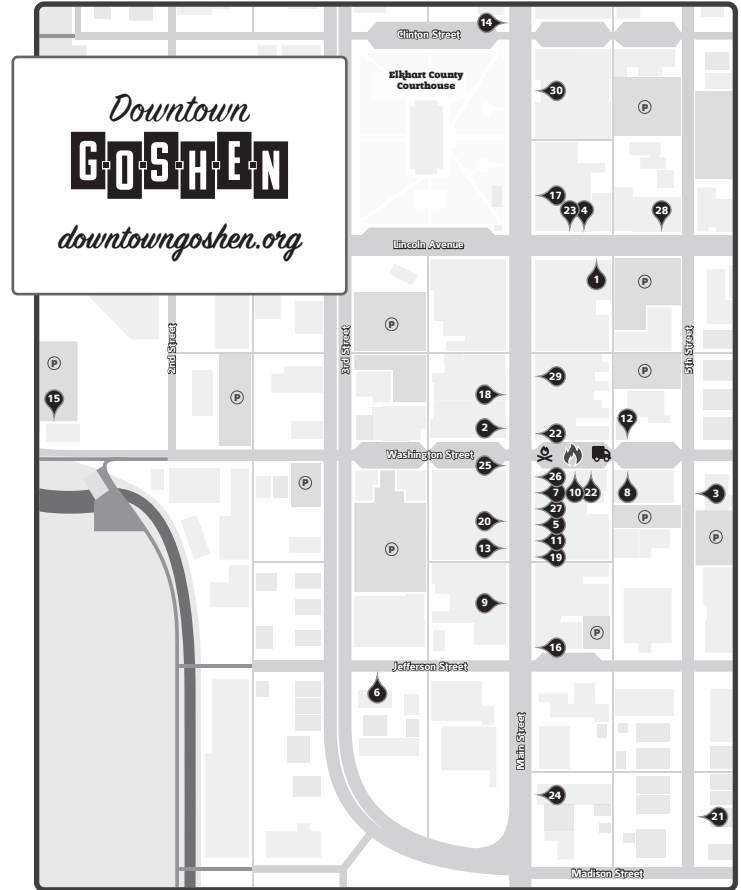 14
Clinton Street
Elkhart County
Courthouse
30
P
Downtown
G·O·S·H·E·N
downtowngoshen.org
17
23
4
28
Lincoln Avenue
1
P
P
2nd Street
3rd Street
5th Street
P
15
P
29
P
18
12
2
22
Washington Street
25
26
P
7
10
22
8
3
27
P
20
5
P
13
11
P
19
9
P
16
Jefferson Street
6
Main Street
24
21
Madison Street